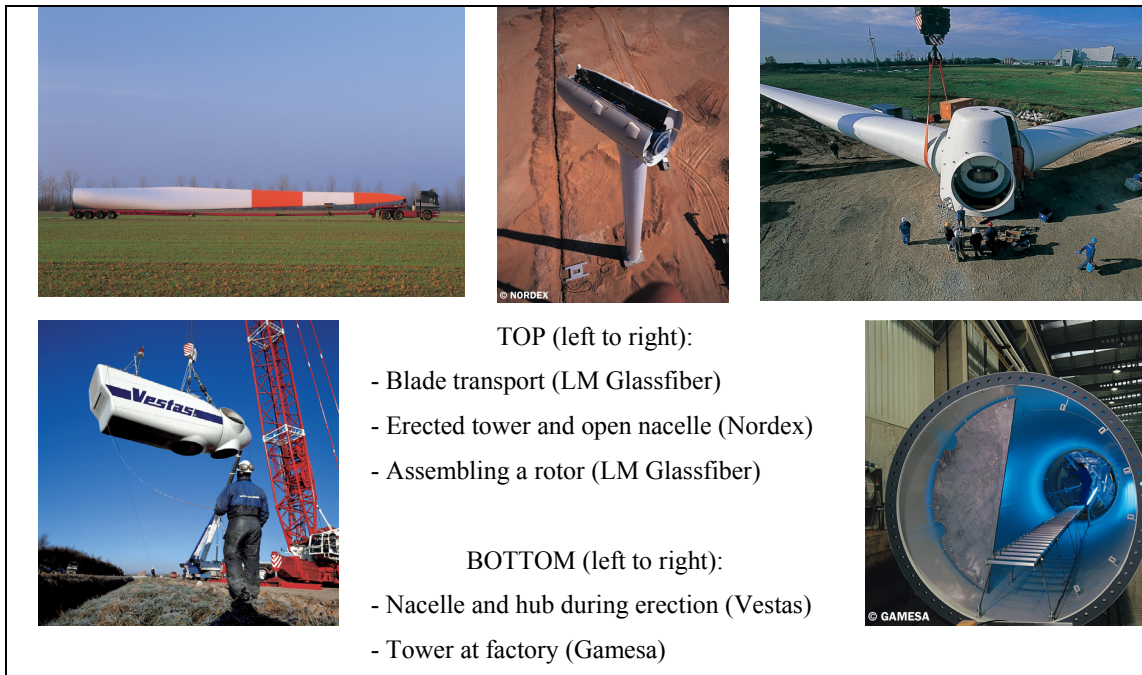 © NORDEX
Vestas
TOP (left to right):
- Blade transport (LM Glassfiber)
- Erected tower and open nacelle (Nordex)
- Assembling a rotor (LM Glassfiber)
BOTTOM (left to right):
- Nacelle and hub during erection (Vestas)
- Tower at factory (Gamesa)
© GAMESA